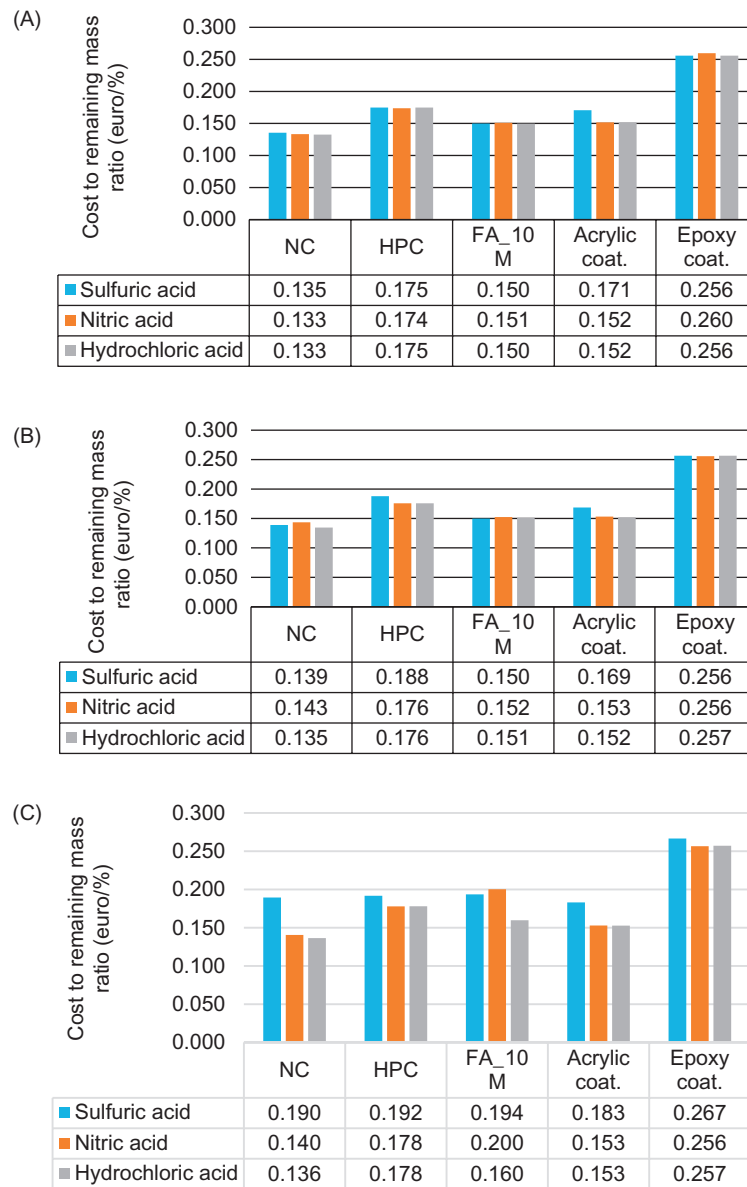 (A)
Cost to remaining mass
ratio (euro/%)
0.300
0.250
0.200
0.150
0.100
0.050
0.000
NC HPC FA_10 M Acrylic coat. Epoxy coat.
Sulfuric acid 0.135 0.175 0.150 0.171 0.256
Nitric acid 0.133 0.174 0.151 0.152 0.260
Hydrochloric acid 0.133 0.175 0.150 0.152 0.256
(B)
Cost to remaining mass
ratio (euro/%)
0.300
0.250
0.200
0.150
0.100
0.050
0.000
NC HPC FA_10 M Acrylic coat. Epoxy coat.
Sulfuric acid 0.139 0.188 0.150 0.169 0.256
Nitric acid 0.143 0.176 0.152 0.153 0.256
Hydrochloric acid 0.135 0.176 0.151 0.152 0.257
(C)
Cost to remaining mass
ratio (euro/%)
0.300
0.250
0.200
0.150
0.100
0.050
0.000
NC HPC FA_10 M Acrylic coat. Epoxy coat.
Sulfuric acid 0.190 0.192 0.194 0.183 0.267
Nitric acid 0.140 0.178 0.200 0.153 0.256
Hydrochloric acid 0.136 0.178 0.160 0.153 0.257